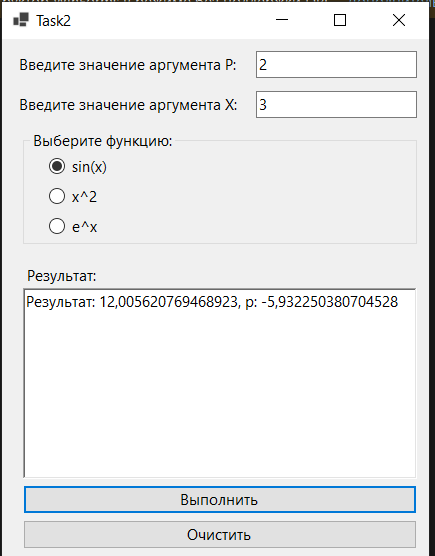 Task2
Введите значение аргумента P: 2
Введите значение аргумента X: 3
Выберите функцию:
sin(x)
x^2
e^x
Результат:
Результат: 12,005620769468923, p: -5,932250380704528
Выполнить
Очистить